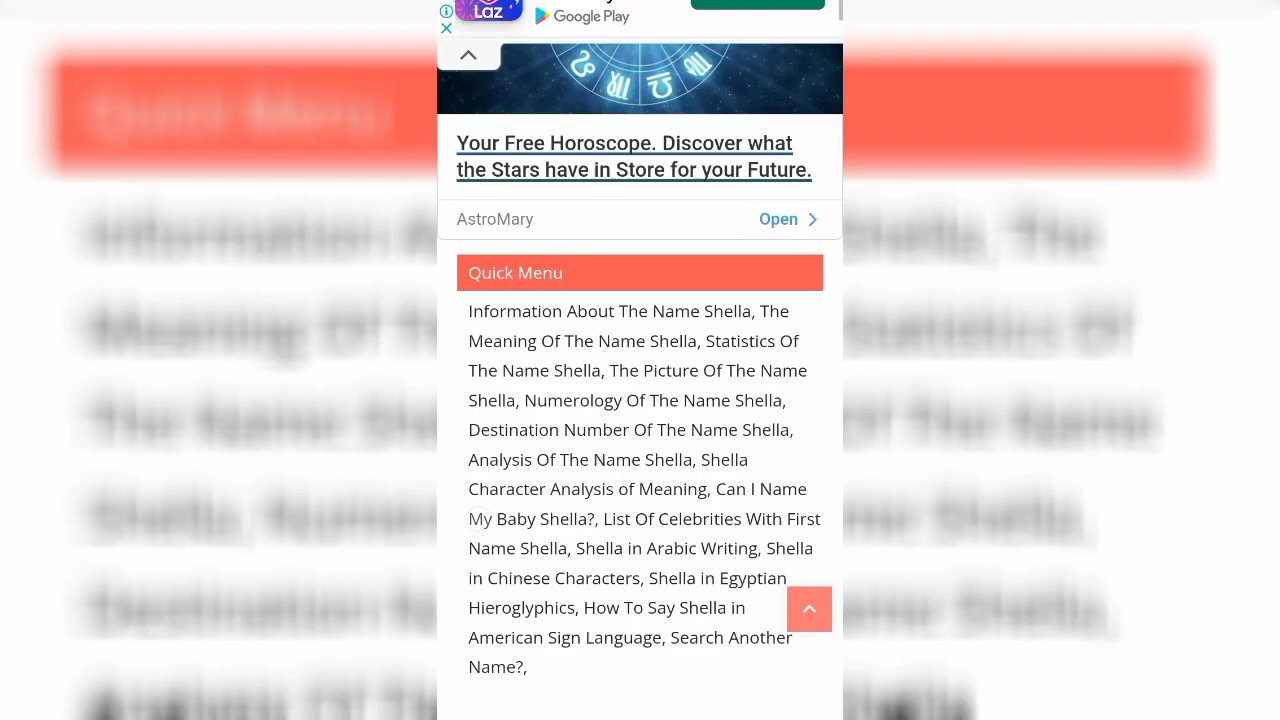 Laz
Google Play
Your Free Horoscope. Discover what
the Stars have in Store for your Future.
AstroMary
Open
Quick Menu
Information About The Name Shella, The
Meaning Of The Name Shella, Statistics Of
The Name Shella, The Picture Of The Name
Shella, Numerology Of The Name Shella,
Destination Number Of The Name Shella,
Analysis Of The Name Shella, Shella
Character Analysis of Meaning, Can I Name
My Baby Shella?, List Of Celebrities With First
Name Shella, Shella in Arabic Writing, Shella
in Chinese Characters, Shella in Egyptian
Hieroglyphics, How To Say Shella in
American Sign Language, Search Another
Name?,